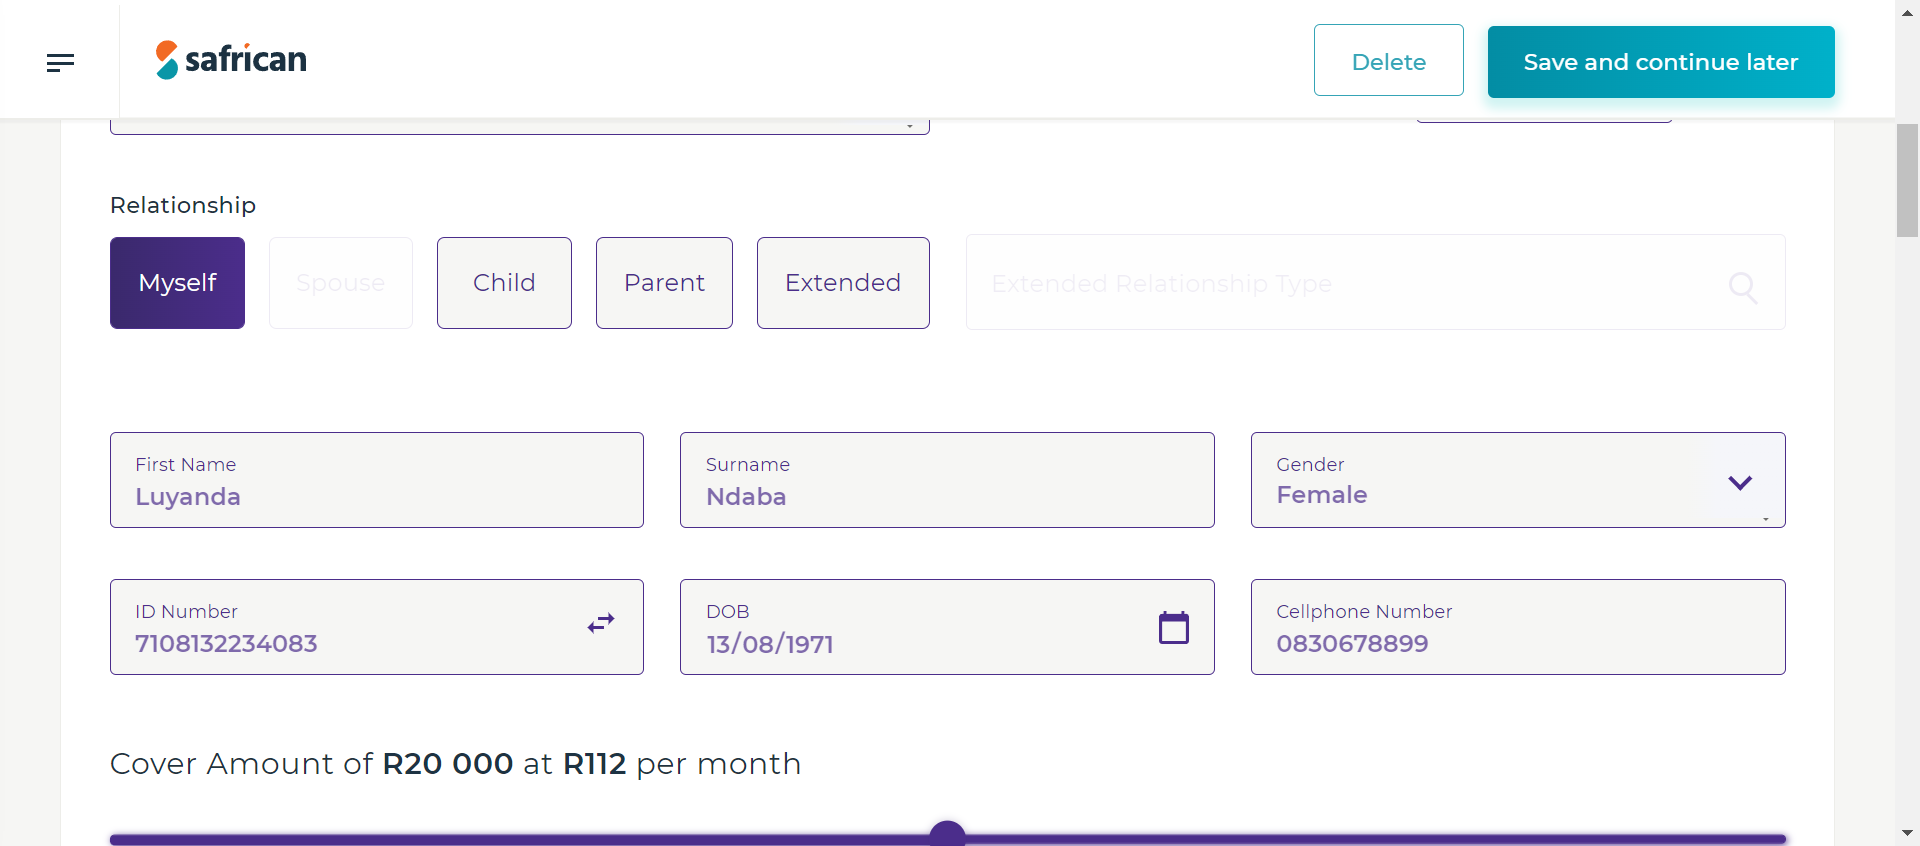 safrican
Delete
Save and continue later
Relationship
Myself
Spouse
Child
Parent
Extended
Extended Relationship Type
First Name
Luyanda
Surname
Ndaba
Gender
Female
ID Number
7108132234083
DOB
13/08/1971
Cellphone Number
0830678899
Cover Amount of R20 000 at R112 per month